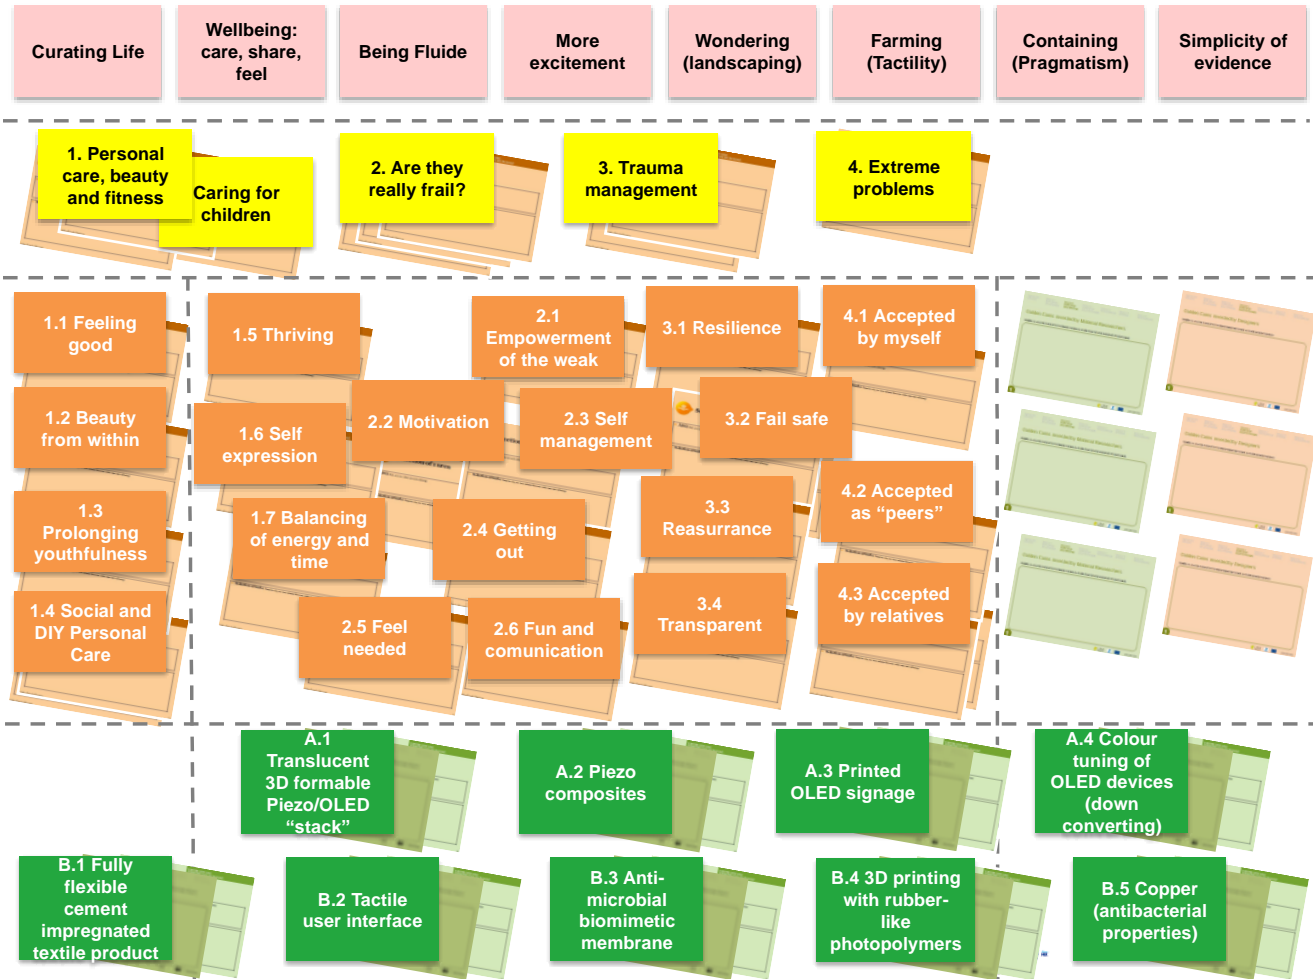 Curating Life
Wellbeing:
care, share,
feel
Being Fluide
More
excitement
Wondering
(landscaping)
Farming
(Tactility)
Containing
(Pragmatism)
Simplicity of
evidence
1. Personal
care, beauty
and fitness
Caring for
children
2. Are they
really frail?
3. Trauma
management
4. Extreme
problems
1.1 Feeling
good
1.2 Beauty
from within
1.3
Prolonging
youthfulness
1.4 Social and
DIY Personal
Care
1.5 Thriving
1.6 Self
expression
1.7 Balancing
of energy and
time
2.1
Empowerment
of the weak
2.2 Motivation
2.3 Self
management
2.4 Getting
out
2.5 Feel
needed
2.6 Fun and
comunication
3.1 Resilience
3.2 Fail safe
3.3
Reasurrance
3.4
Transparent
4.1 Accepted
by myself
4.2 Accepted
as “peers”
4.3 Accepted
by relatives
A.1
Translucent
3D formable
Piezo/OLED
“stack”
A.2 Piezo
composites
A.3 Printed
OLED signage
A.4 Colour
tuning of
OLED devices
(down
converting)
B.1 Fully
flexible
cement
impregnated
textile product
B.2 Tactile
user interface
B.3 Anti-
microbial
biomimetic
membrane
B.4 3D printing
with rubber-
like
photopolymers
B.5 Copper
(antibacterial
properties)